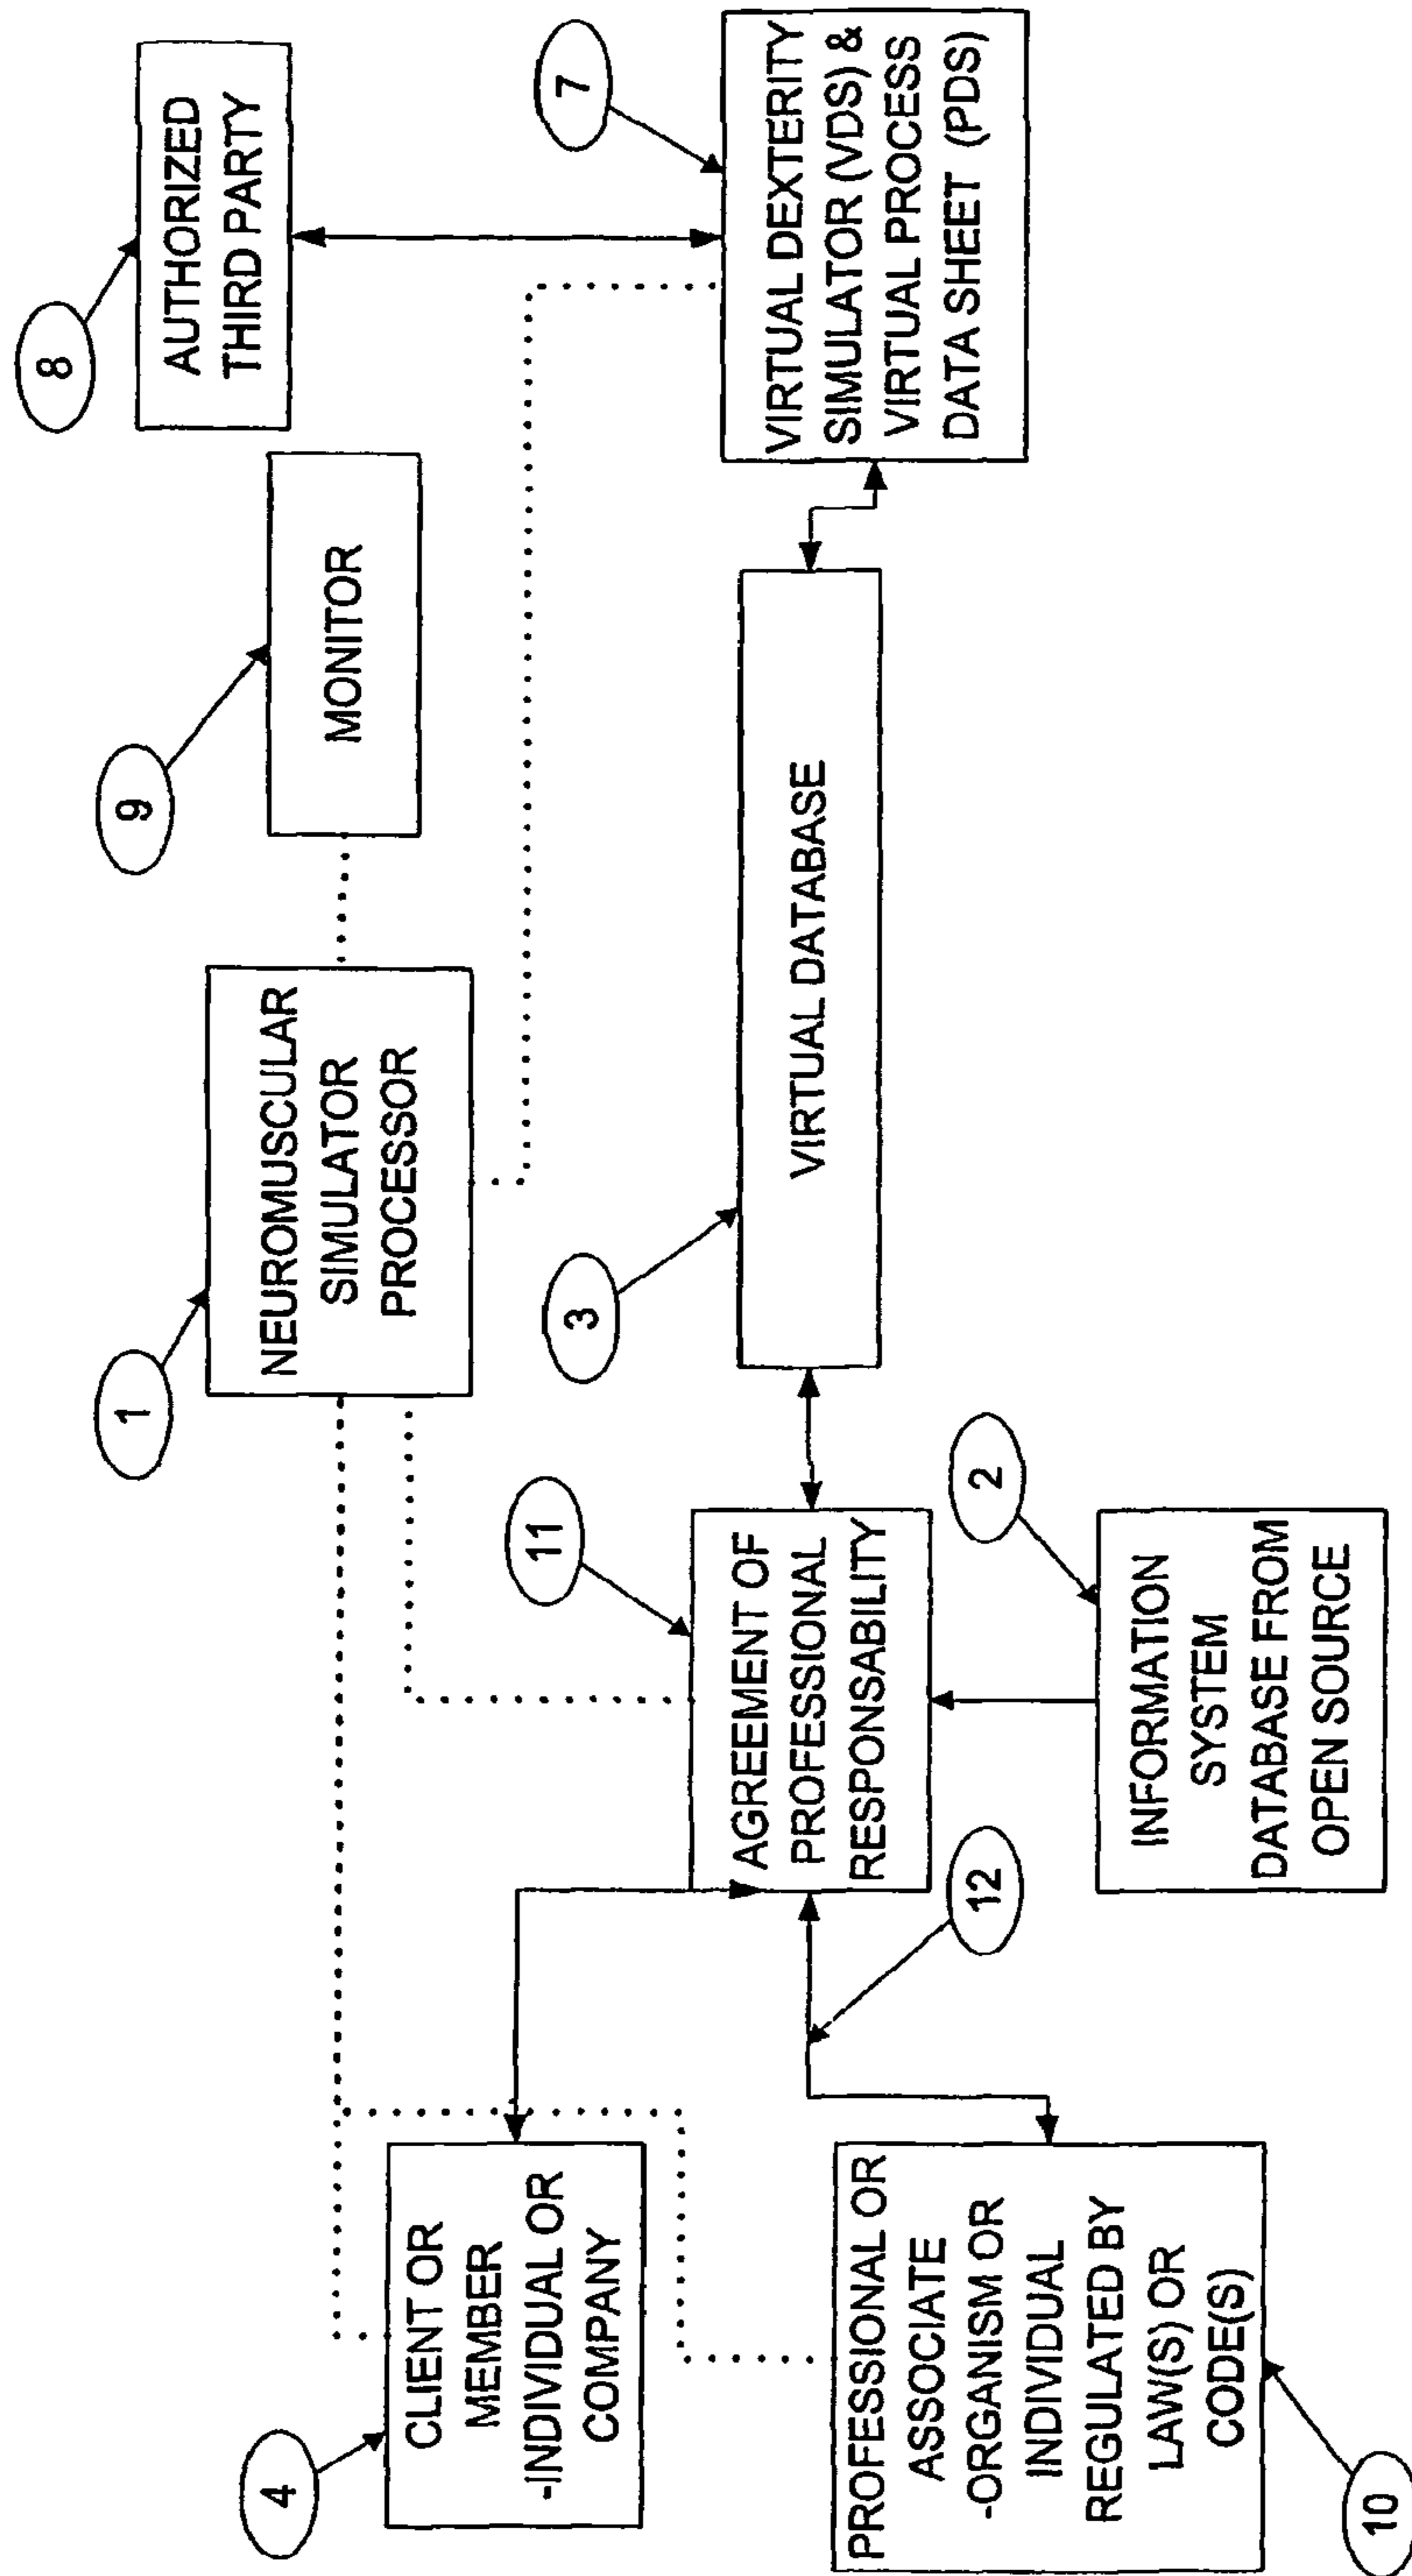 8
AUTHORIZED
THIRD PARTY
9
MONITOR
1
NEUROMUSCULAR
SIMULATOR
PROCESSOR
4
CLIENT OR
MEMBER
-INDIVIDUAL OR
COMPANY
7
VIRTUAL DEXTERITY
SIMULATOR (VDS) &
VIRTUAL PROCESS
DATA SHEET (PDS)
3
VIRTUAL DATABASE
11
AGREEMENT OF
PROFESSIONAL
RESPONSABILITY
12
2
INFORMATION
SYSTEM
DATABASE FROM
OPEN SOURCE
PROFESSIONAL OR
ASSOCIATE
-ORGANISM OR
INDIVIDUAL
REGULATED BY
LAW(S) OR
CODE(S)
10